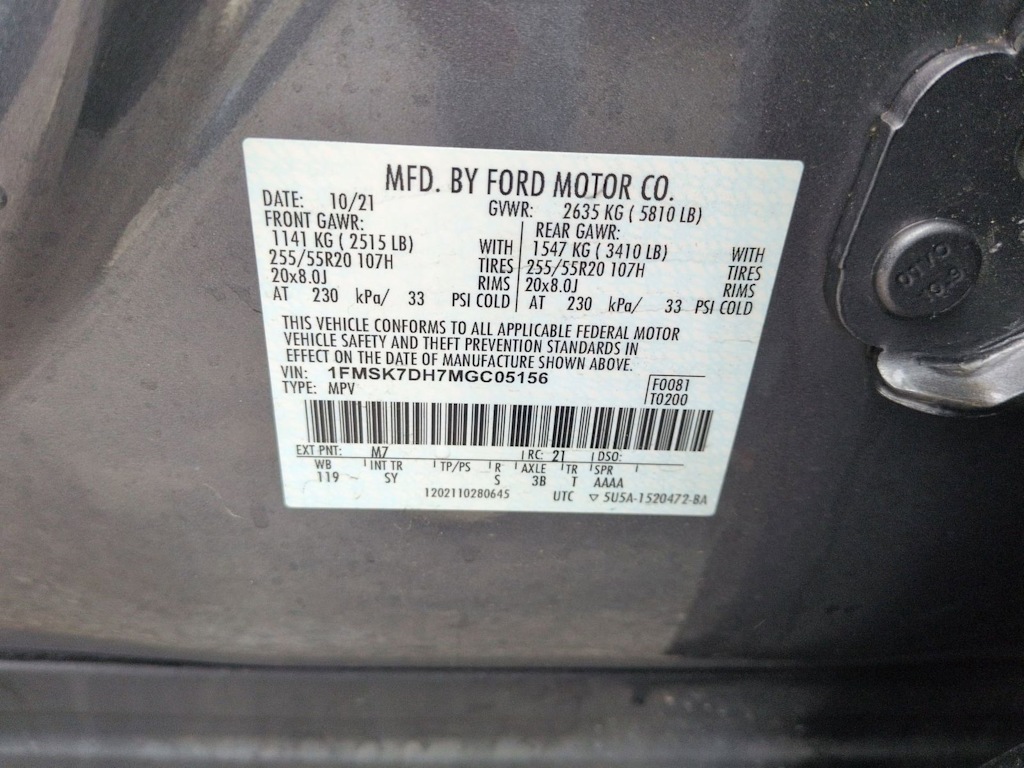 MFD. BY FORD MOTOR CO.
DATE: 10/21 GVWR: 2635 KG ( 5810 LB)
FRONT GAWR: REAR GAWR:
1141 KG ( 2515 LB) WITH 1547 KG ( 3410 LB) WITH
255/55R20 107H TIRES 255/55R20 107H TIRES
20x8.0J RIMS 20x8.0J RIMS
AT 230 kPa/ 33 PSI COLD AT 230 kPa/ 33 PSI COLD
THIS VEHICLE CONFORMS TO ALL APPLICABLE FEDERAL MOTOR
VEHICLE SAFETY AND THEFT PREVENTION STANDARDS IN
EFFECT ON THE DATE OF MANUFACTURE SHOWN ABOVE.
VIN: 1FMSK7DH7MGC05156
TYPE: MPV
F0081
T0200
EXT PNT: M7 RC: 21 DSO:
WB INT TR TP/PS R AXLE TR SPR
119 SY S 3B T AAAA
1202110280645 UTC ▽ 5U5A-1520472-BA